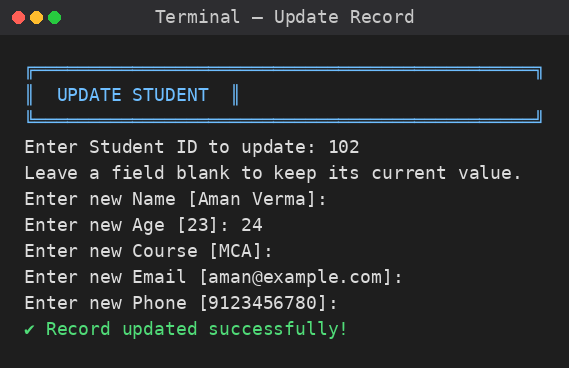 Terminal — Update Record
UPDATE STUDENT
Enter Student ID to update: 102
Leave a field blank to keep its current value.
Enter new Name [Aman Verma]:
Enter new Age [23]: 24
Enter new Course [MCA]:
Enter new Email [aman@example.com]:
Enter new Phone [9123456780]:
✔ Record updated successfully!